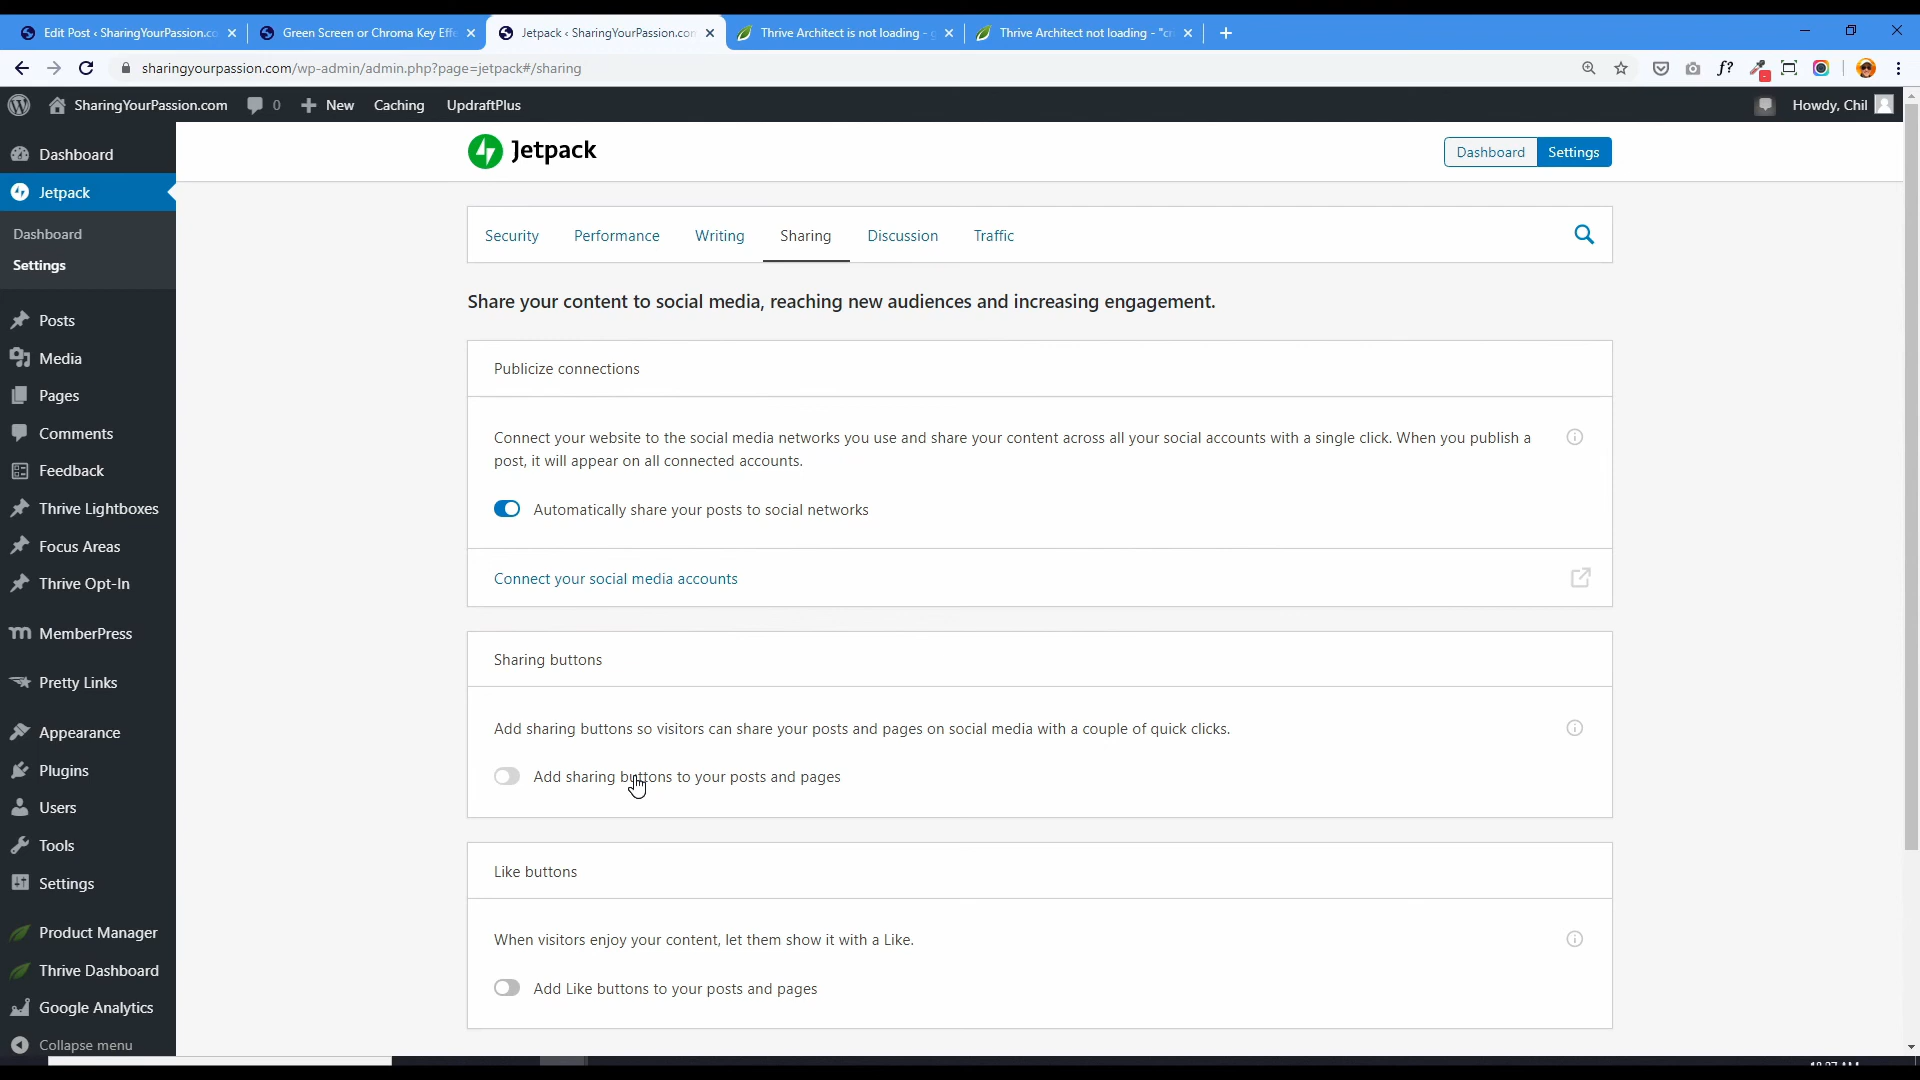 Edit Post ‹ SharingYourPassion.co
Green Screen or Chroma Key Effe
Jetpack ‹ SharingYourPassion.com
Thrive Architect is not loading - g
Thrive Architect not loading - "cr
sharingyourpassion.com/wp-admin/admin.php?page=jetpack#/sharing
SharingYourPassion.com
0
New
Caching
UpdraftPlus
Howdy, Chil
Dashboard
Jetpack
Dashboard
Settings
Posts
Media
Pages
Comments
Feedback
Thrive Lightboxes
Focus Areas
Thrive Opt-In
MemberPress
Pretty Links
Appearance
Plugins
Users
Tools
Settings
Product Manager
Thrive Dashboard
Google Analytics
Collapse menu
Jetpack
Dashboard
Settings
Security
Performance
Writing
Sharing
Discussion
Traffic
Share your content to social media, reaching new audiences and increasing engagement.
Publicize connections
Connect your website to the social media networks you use and share your content across all your social accounts with a single click. When you publish a
post, it will appear on all connected accounts.
Automatically share your posts to social networks
Connect your social media accounts
Sharing buttons
Add sharing buttons so visitors can share your posts and pages on social media with a couple of quick clicks.
Add sharing buttons to your posts and pages
Like buttons
When visitors enjoy your content, let them show it with a Like.
Add Like buttons to your posts and pages